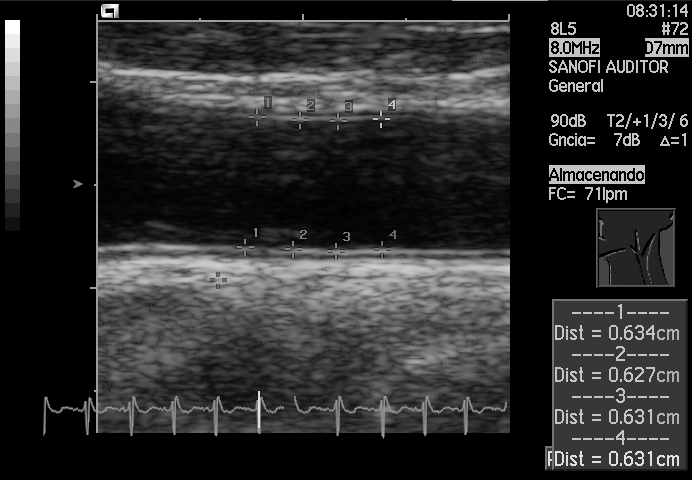 08:31:14
8L5 #72
8.0MHz 07mm
SANOFI AUDITOR
General
90dB T2/+1/3/ 6
Gncia= 7dB Δ=1
Almacenando
FC= 71lpm
1 2 3 4
1 2 3 4
----1----
Dist = 0.634cm
----2----
Dist = 0.627cm
----3----
Dist = 0.631cm
----4----
Dist = 0.631cm